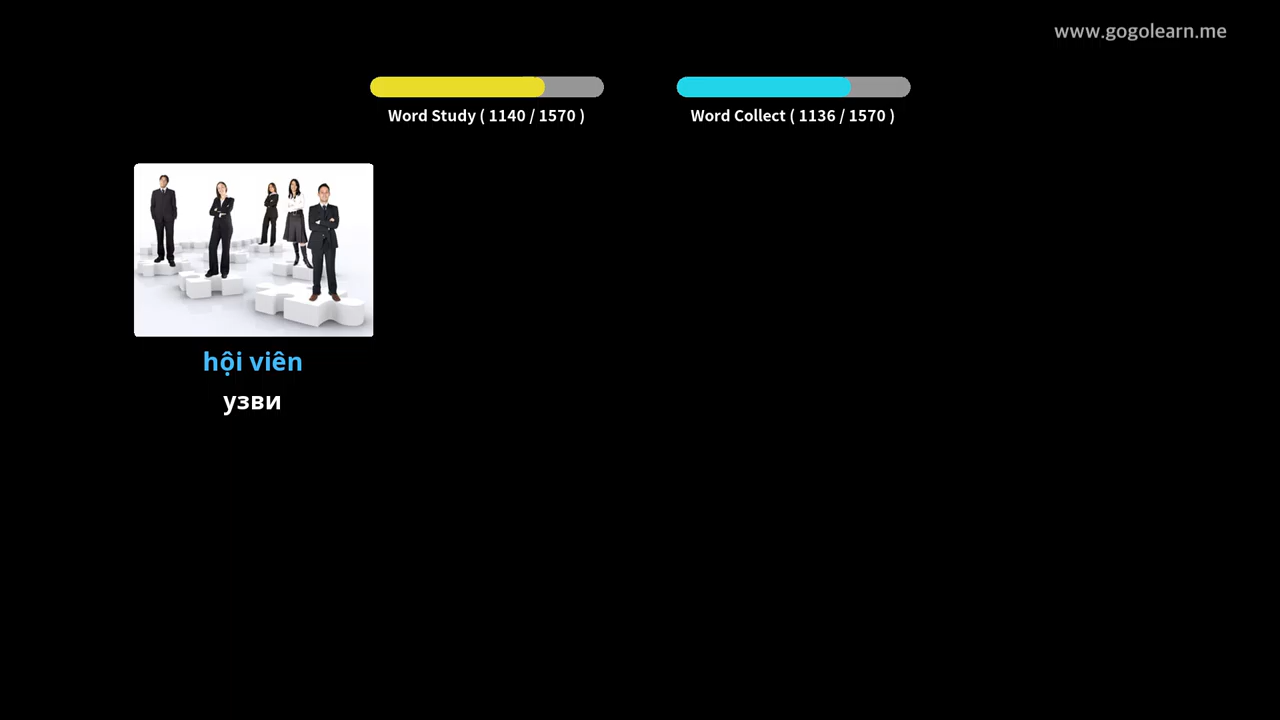 www.gogolearn.me
Word Study ( 1140 / 1570 )
Word Collect ( 1136 / 1570 )
hội viên
узви